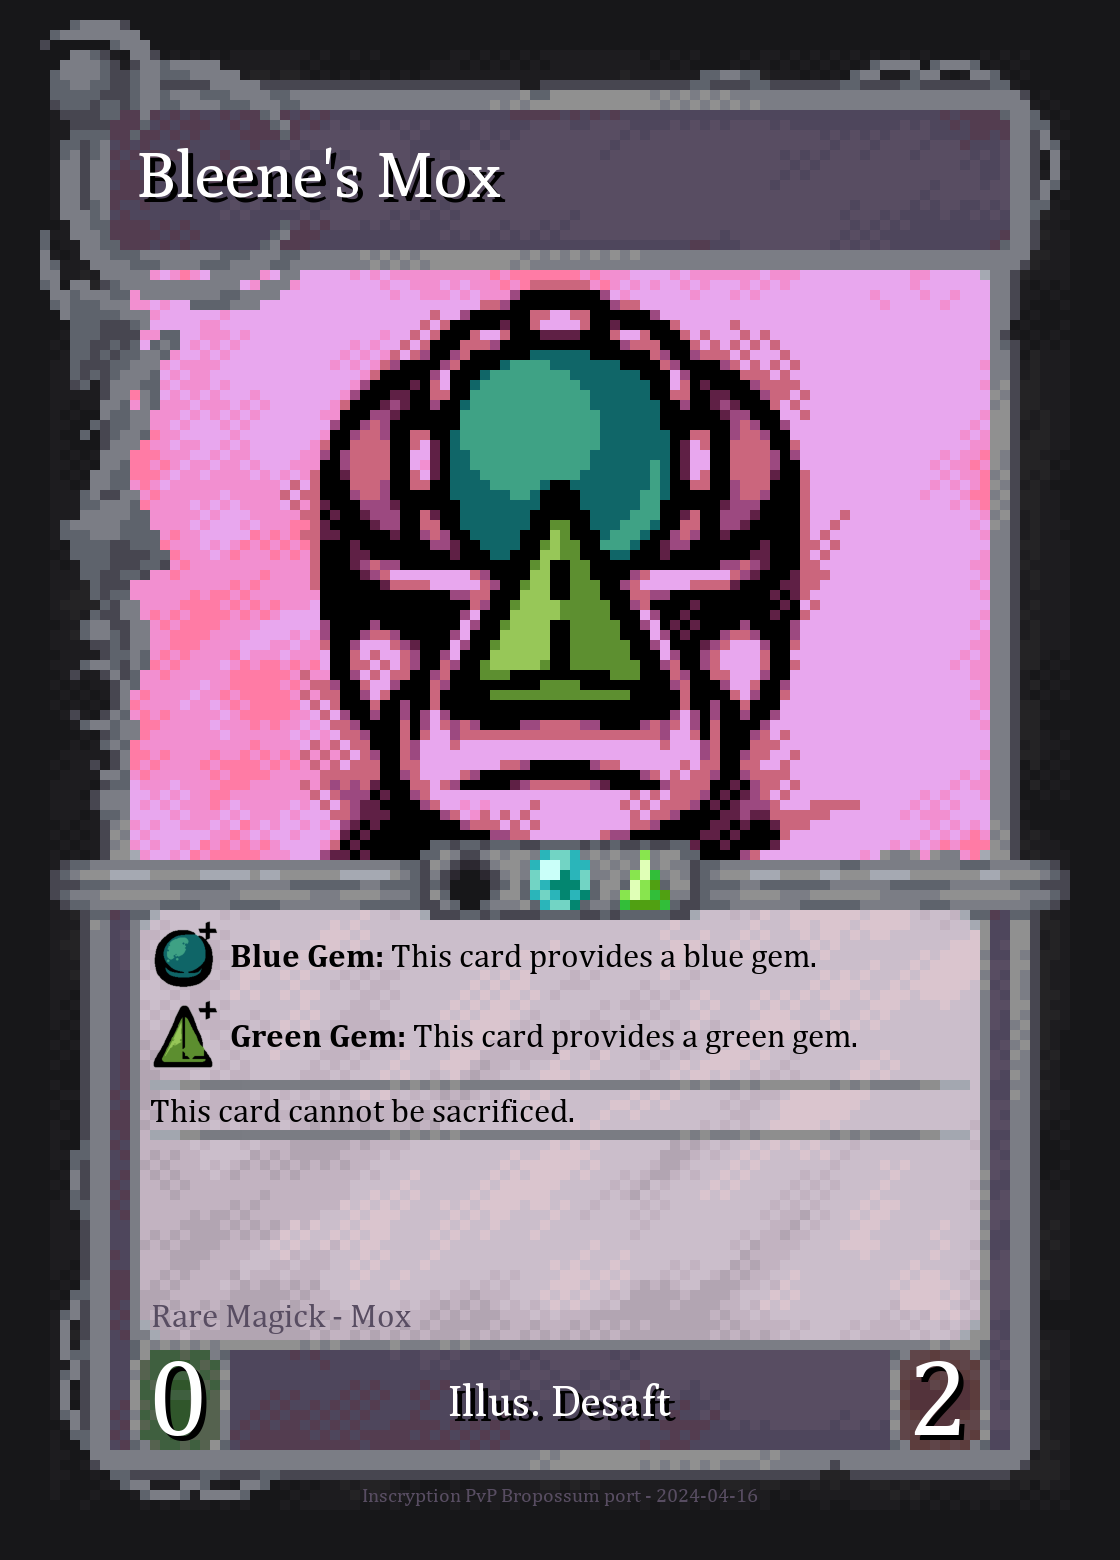 Bleene's Mox
Blue Gem: This card provides a blue gem.
Green Gem: This card provides a green gem.
This card cannot be sacrificed.
Rare Magick - Mox
0
Illus. Desaft
2
Inscryption PvP Bropossum port - 2024-04-16